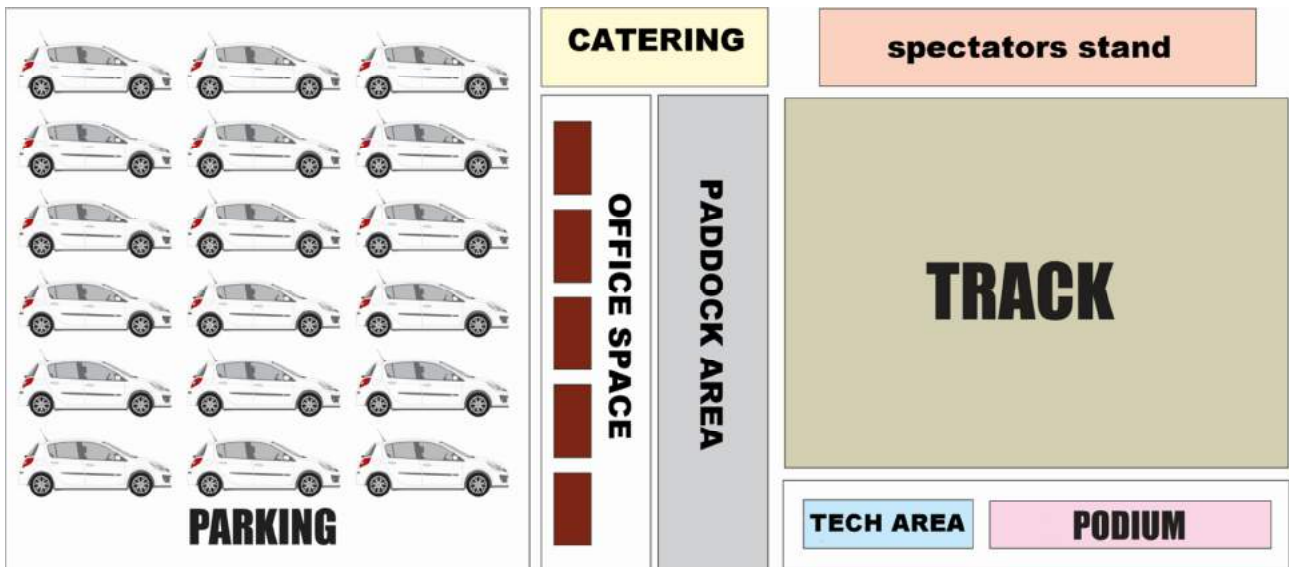 CATERING
spectators stand
OFFICE SPACE
PADDOCK AREA
TRACK
PARKING
TECH AREA
PODIUM